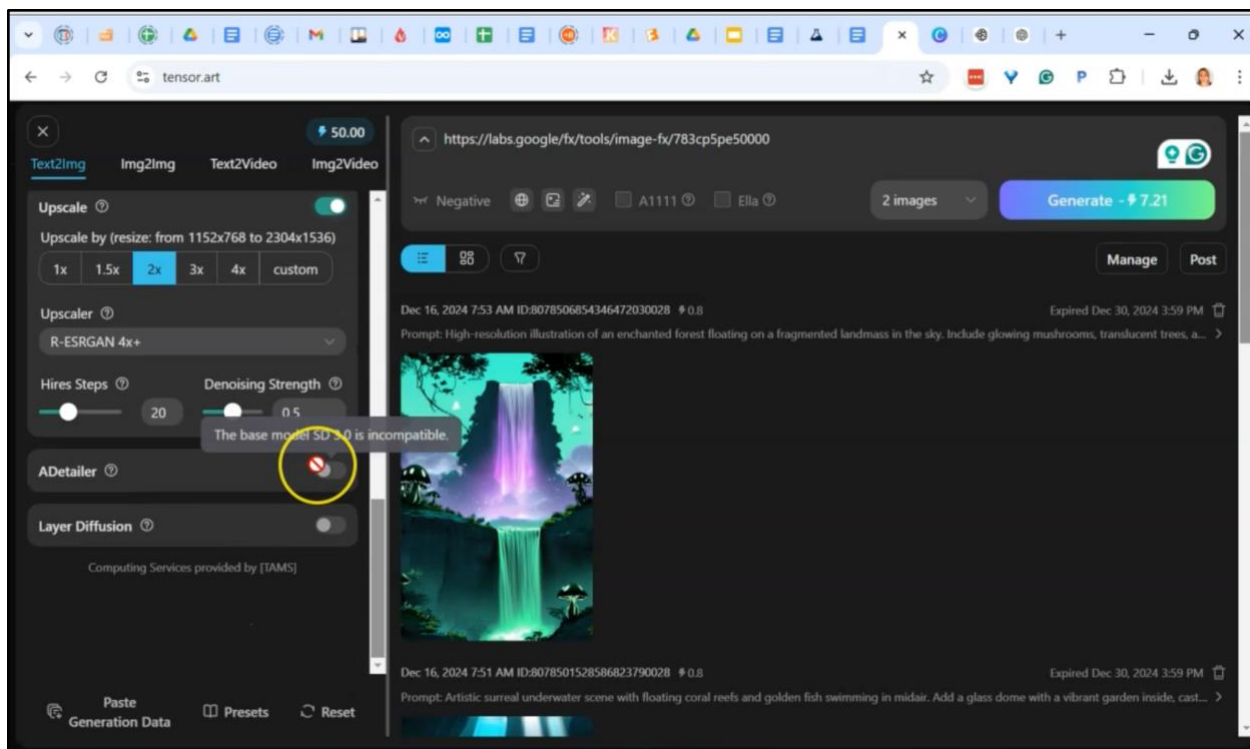 tensor.art
50.00
Text2Img Img2Img Text2Video Img2Video
Upscale
Upscale by (resize: from 1152x768 to 2304x1536)
1x 1.5x 2x 3x 4x custom
Upscaler
R-ESRGAN 4x+
Hires Steps Denoising Strength
20 0.5
The base model SD 3.0 is incompatible.
ADetailer
Layer Diffusion
Computing Services provided by [TAMS]
Paste
Generation Data
Presets Reset
https://labs.google/fx/tools/image-fx/783cp5pe50000
Negative A1111 Ella 2 images Generate - 7.21
Manage Post
Dec 16, 2024 7:53 AM ID:807850685434647203​0028 0.8 Expired Dec 30, 2024 3:59 PM
Prompt: High-resolution illustration of an enchanted forest floating on a fragmented landmass in the sky. Include glowing mushrooms, translucent trees, a...
Dec 16, 2024 7:51 AM ID:8078501528586823790028 0.8 Expired Dec 30, 2024 3:59 PM
Prompt: Artistic surreal underwater scene with floating coral reefs and golden fish swimming in midair. Add a glass dome with a vibrant garden inside, cast...